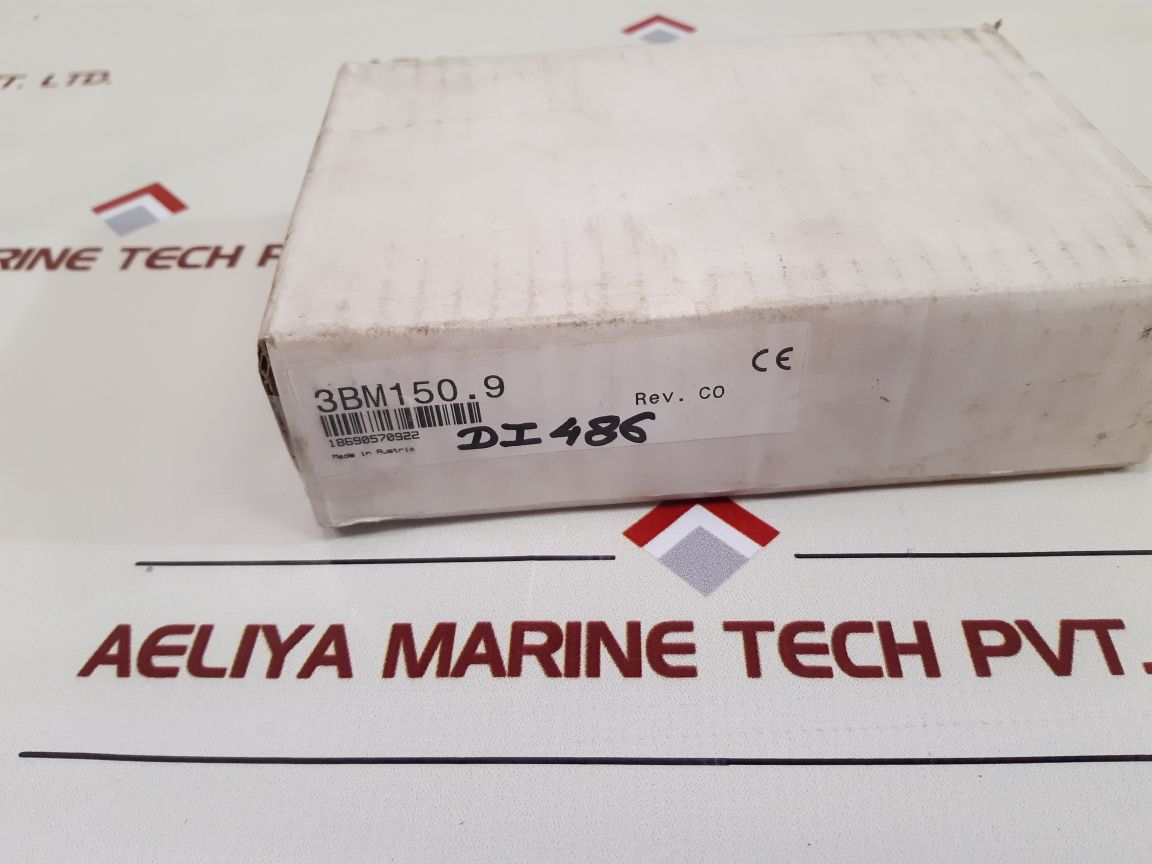 T. LTD.
RINE TECH P
3BM150.9
Rev. C0
CE
18690570922
DI 486
Made in Austria
AELIYA MARINE TECH PVT.